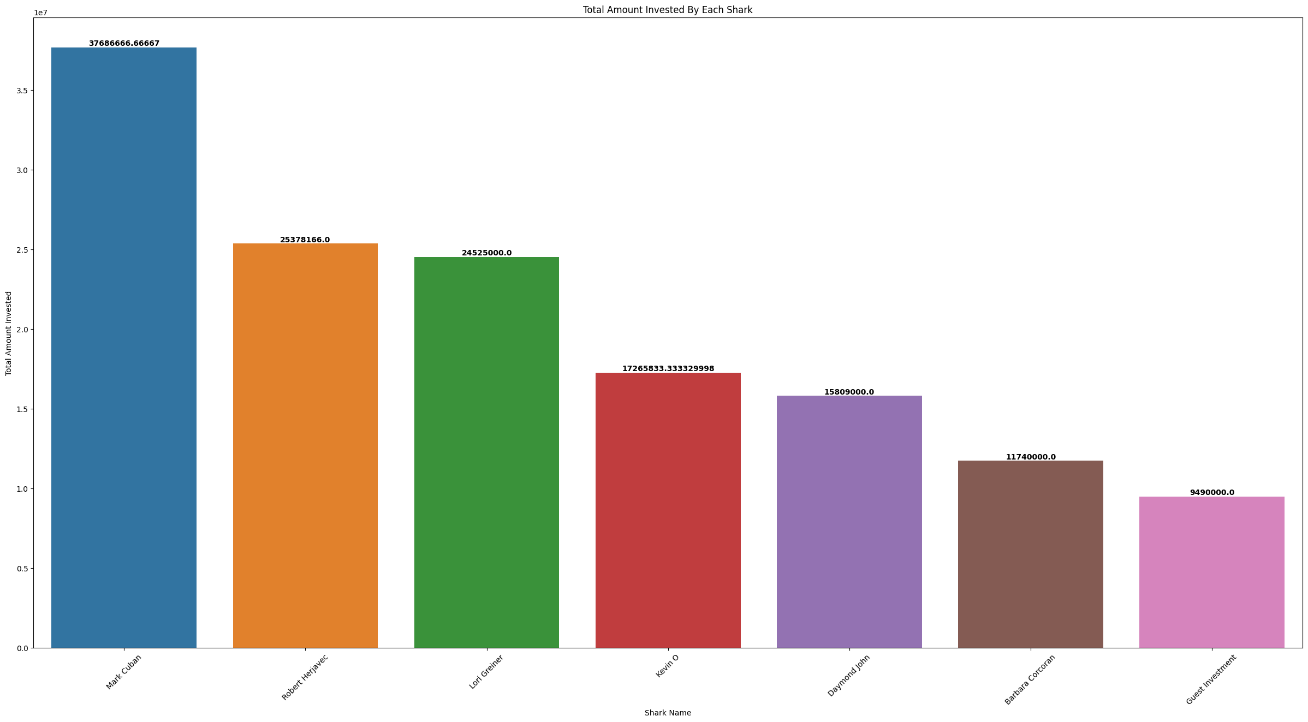 Total Amount Invested By Each Shark
1e7
37686666.66667
25378166.0
24525000.0
17265833.333329998
15809000.0
11740000.0
9490000.0
3.5
3.0
2.5
2.0
1.5
1.0
0.5
0.0
Total Amount Invested
Mark Cuban
Robert Herjavec
Lori Greiner
Kevin O
Daymond John
Barbara Corcoran
Guest Investment
Shark Name